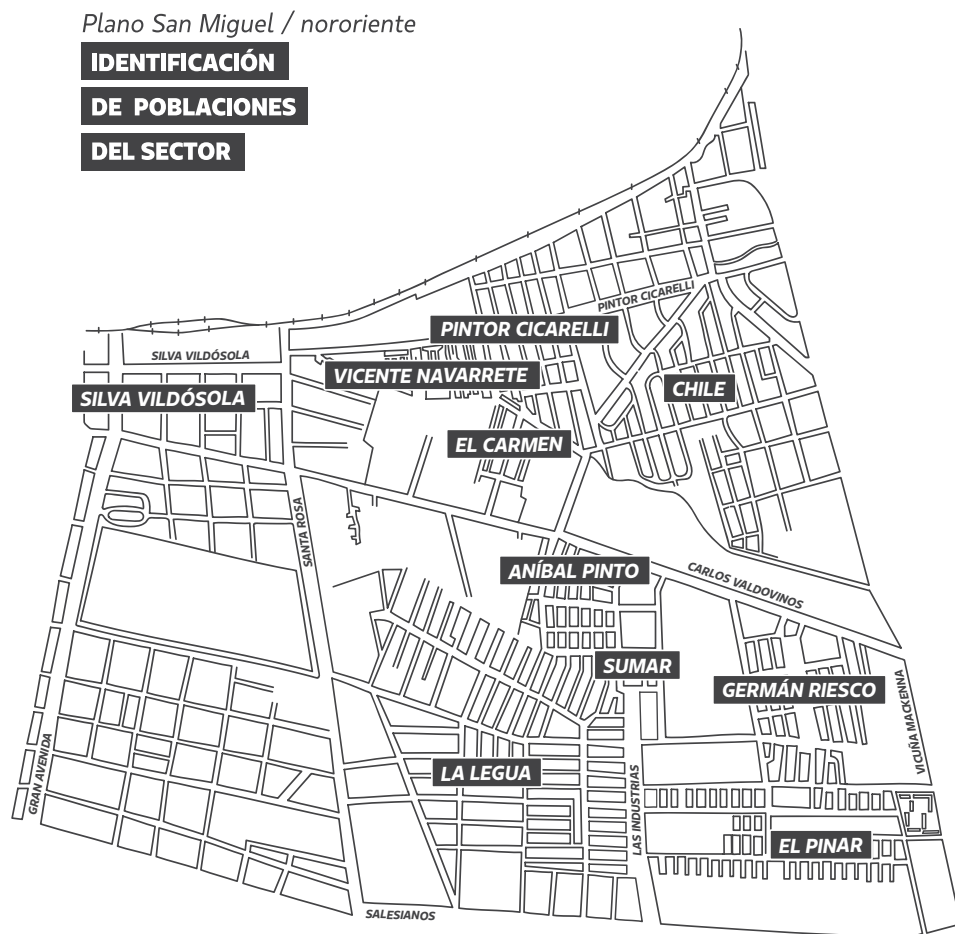 Plano San Miguel / nororiente
IDENTIFICACIÓN
DE POBLACIONES
DEL SECTOR
PINTOR CICARELLI
PINTOR CICARELLI
SILVA VILDÓSOLA
VICENTE NAVARRETE
CHILE
SILVA VILDÓSOLA
EL CARMEN
SANTA ROSA
ANÍBAL PINTO
CARLOS VALDOVINOS
SUMAR
GERMÁN RIESCO
VICUÑA MACKENNA
GRAN AVENIDA
LA LEGUA
LAS INDUSTRIAS
EL PINAR
SALESIANOS